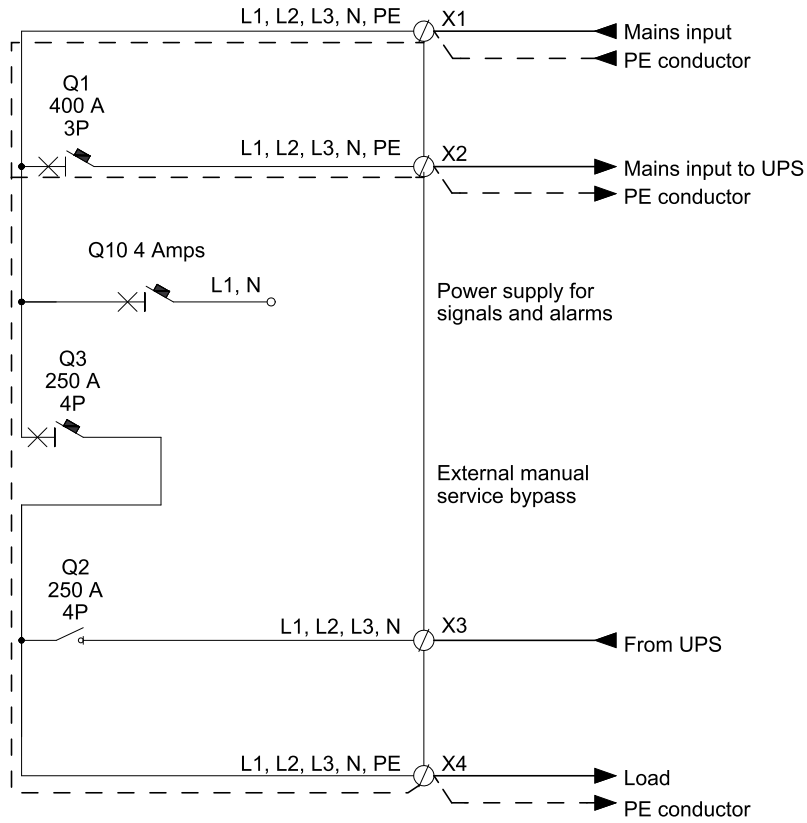 L1, L2, L3, N, PE
X1
Mains input
PE conductor
Q1
400 A
3P
L1, L2, L3, N, PE
X2
Mains input to UPS
PE conductor
Q10 4 Amps
L1, N
Power supply for
signals and alarms
Q3
250 A
4P
External manual
service bypass
Q2
250 A
4P
L1, L2, L3, N
X3
From UPS
L1, L2, L3, N, PE
X4
Load
PE conductor